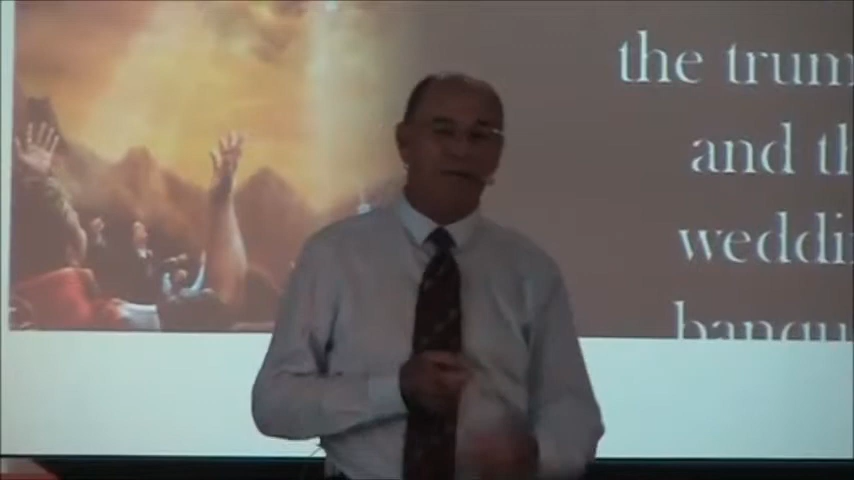 the trum
and th
weddi
banqu